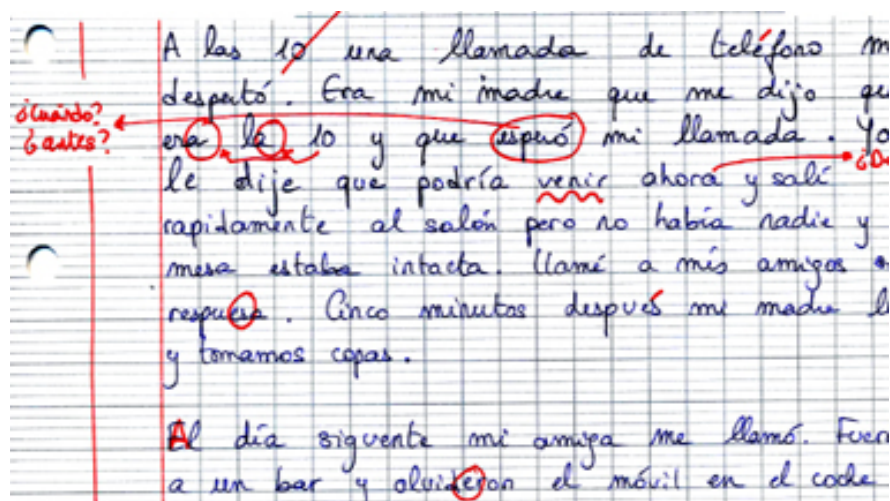 A las 10 una llamada de teléfono m
despertó. Era mi madre que me dijo que
¿Cuándo?
¿antes?
era la 10 y que esperó mi llamada. Yo
le dije que podría venir ahora y salí ¿De
rapidamente al salón pero no había nadie y
mesa estaba intacta. llamé a mis amigos
respuesa. Cinco minutos después mi madre ll
y tomamos copas.
Al día siguente mi amiga me llamó. Fuero
a un bar y olvideron el móvil en el coche